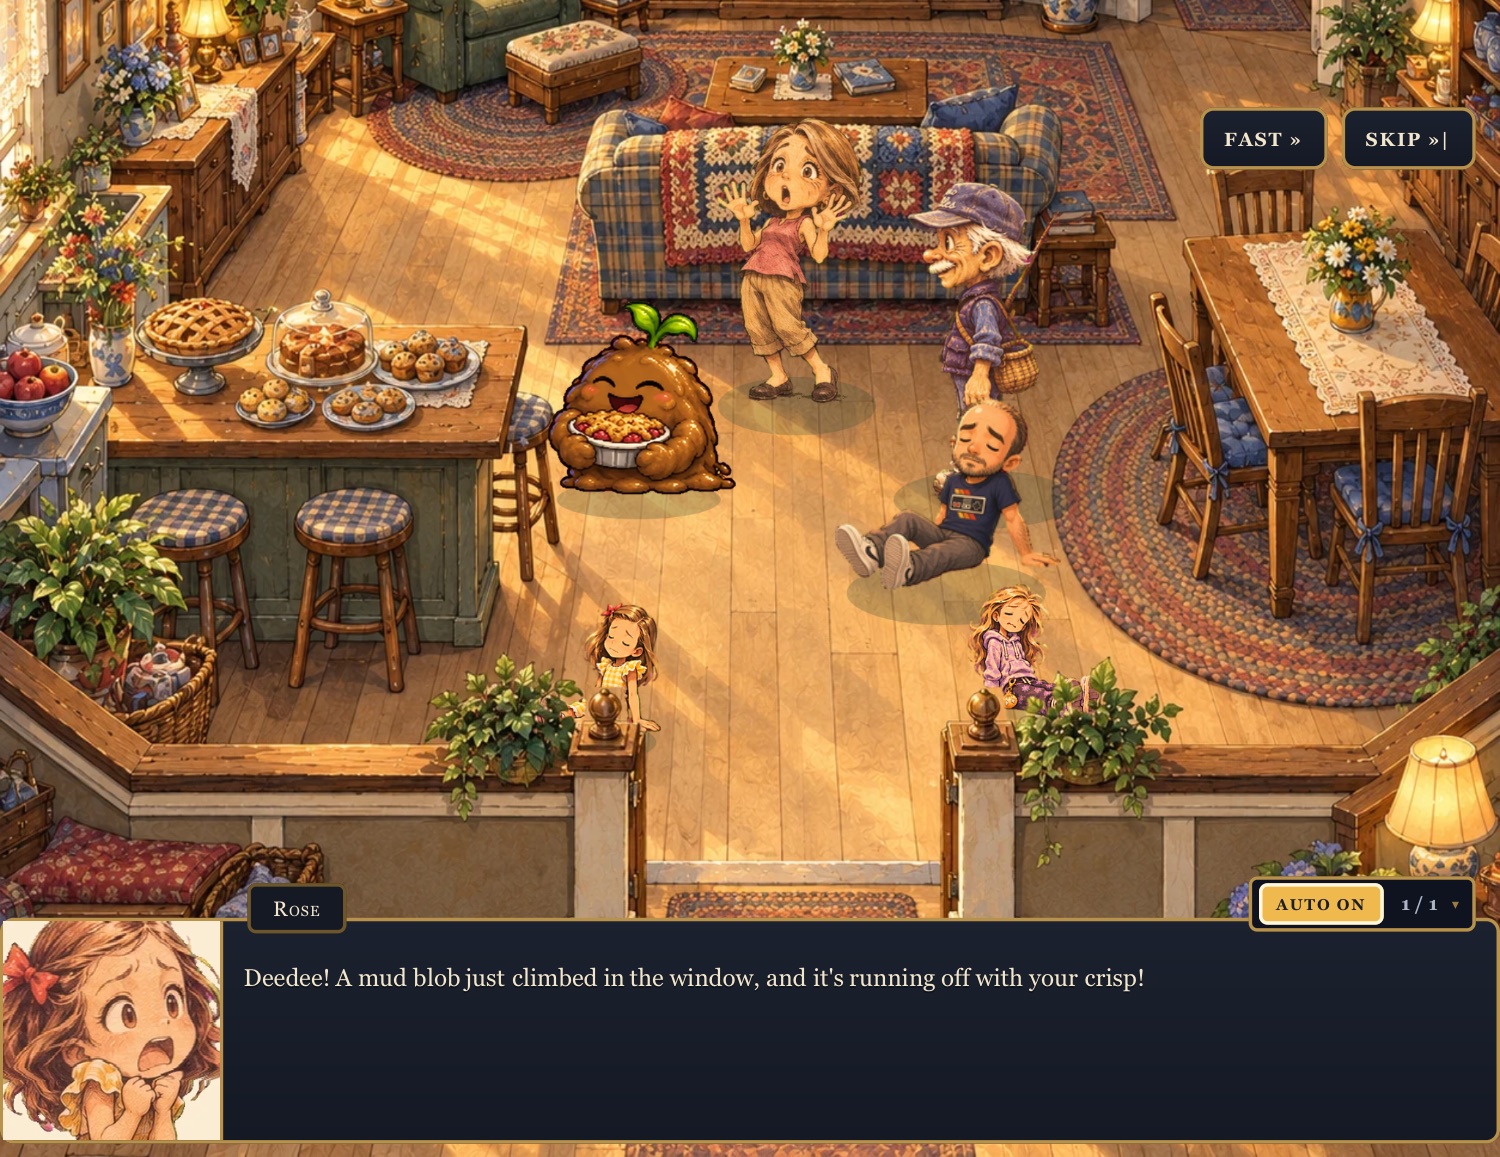 FAST »
SKIP »|
Rose
AUTO ON
1 / 1 ▼
Deedee! A mud blob just climbed in the window, and it's running off with your crisp!